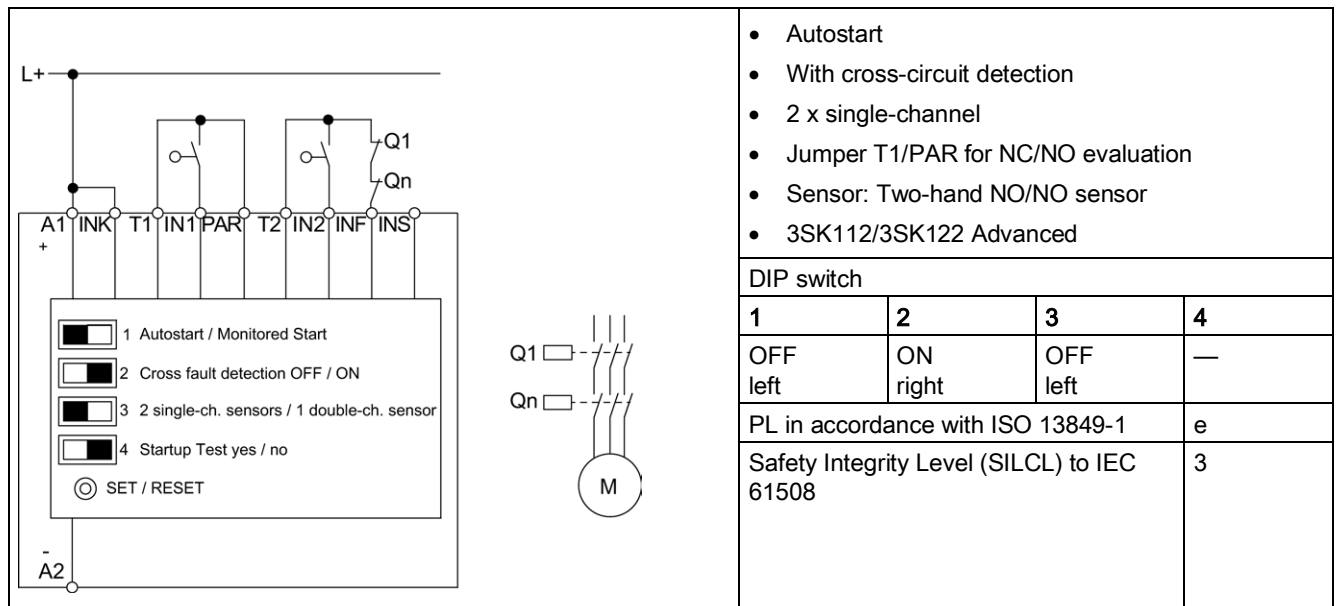 L+
Q1
Qn
A1 INK T1 IN1 PAR T2 IN2 INF INS
+
1 Autostart / Monitored Start
2 Cross fault detection OFF / ON
3 2 single-ch. sensors / 1 double-ch. sensor
4 Startup Test yes / no
SET / RESET
-
A2
Q1
Qn
M
• Autostart
• With cross-circuit detection
• 2 x single-channel
• Jumper T1/PAR for NC/NO evaluation
• Sensor: Two-hand NO/NO sensor
• 3SK112/3SK122 Advanced
DIP switch
1 2 3 4
OFF ON OFF —
left right left
PL in accordance with ISO 13849-1 e
Safety Integrity Level (SILCL) to IEC 3
61508